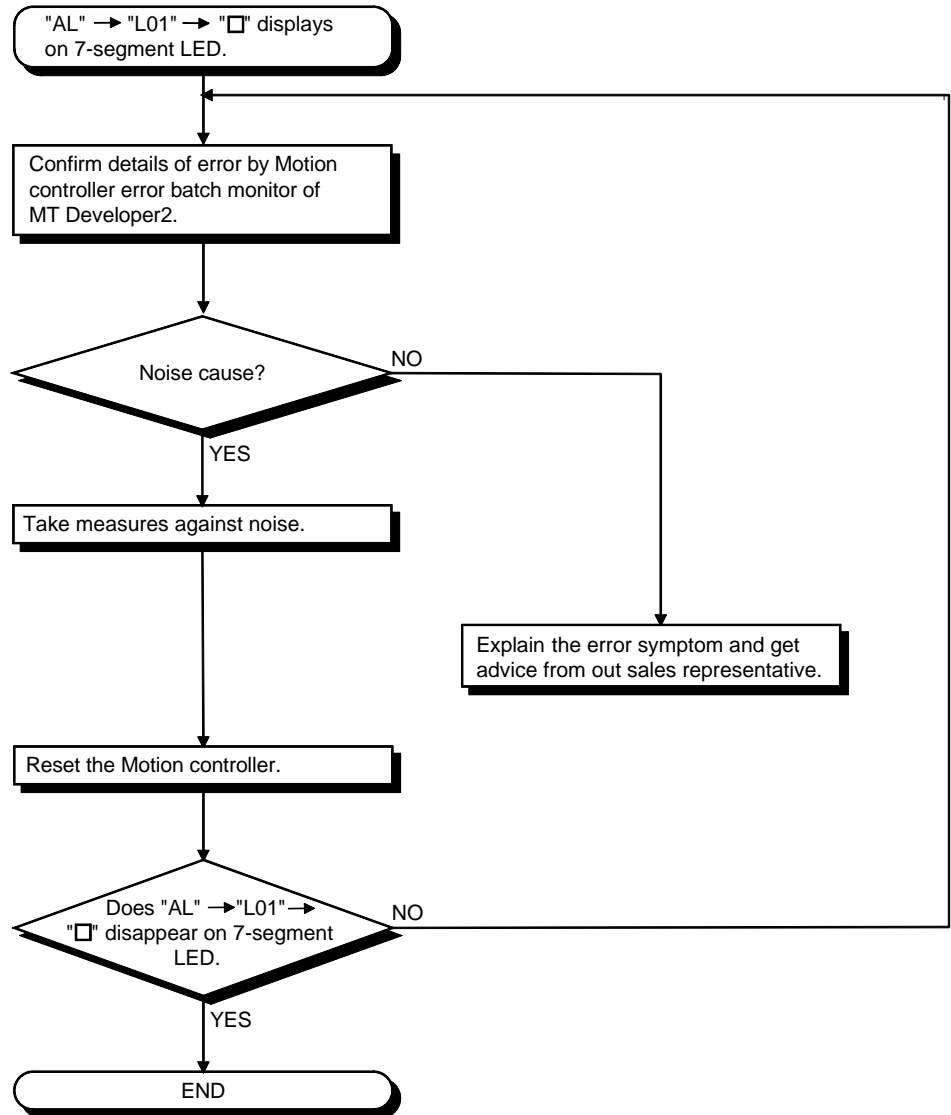 "AL" → "L01" → "□" displays
on 7-segment LED.
Confirm details of error by Motion
controller error batch monitor of
MT Developer2.
Noise cause?
NO
YES
Take measures against noise.
Explain the error symptom and get
advice from out sales representative.
Reset the Motion controller.
Does "AL" →"L01"→
"□" disappear on 7-segment
LED.
NO
YES
END